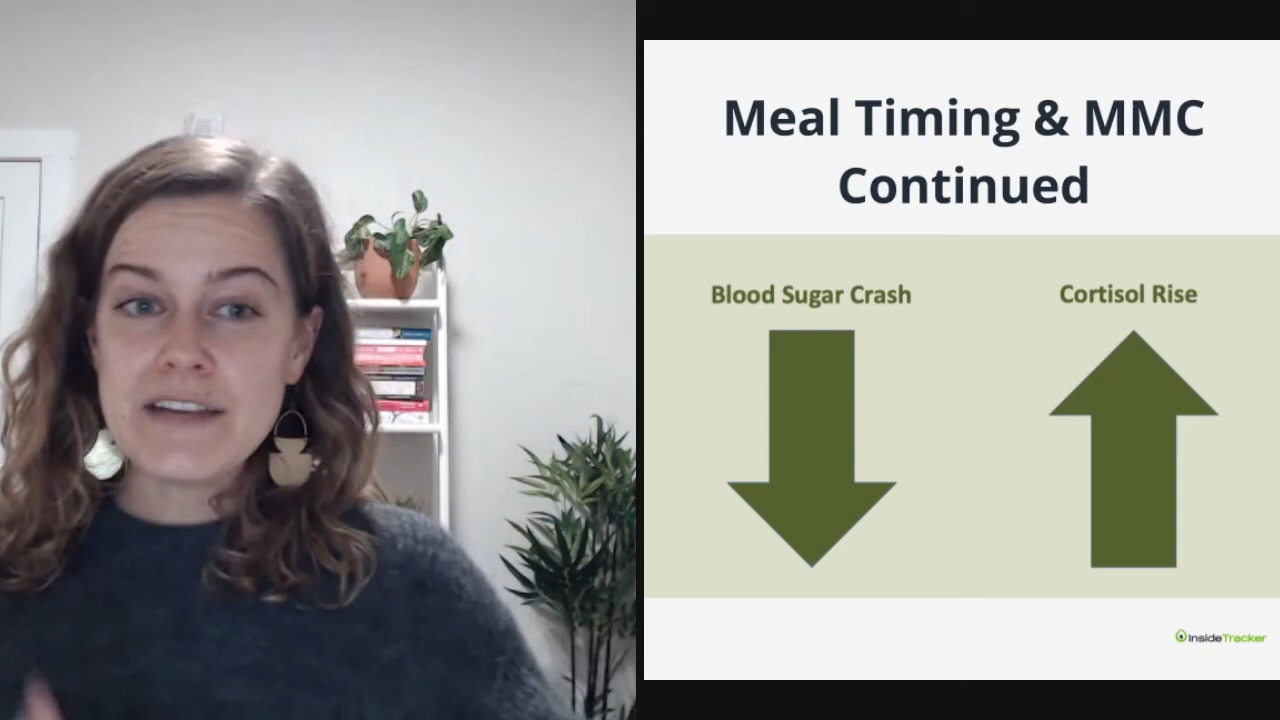 Meal Timing & MMC
Continued
Blood Sugar Crash
Cortisol Rise
InsideTracker